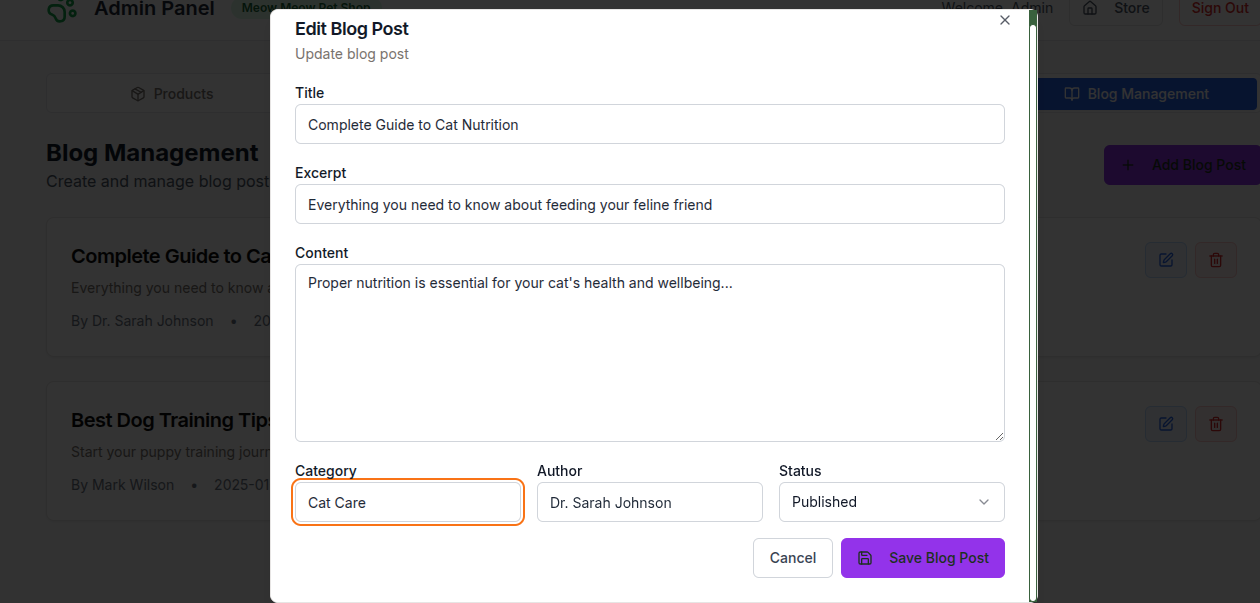 Admin Panel
Meow Meow Pet Shop
Welcome, Admin
Store
Sign Out
Products
Blog Management
Blog Management
Create and manage blog post
Add Blog Post
Complete Guide to Ca
Everything you need to know a
By Dr. Sarah Johnson • 20
Best Dog Training Tips
Start your puppy training journ
By Mark Wilson • 2025-01
Edit Blog Post
Update blog post
Title
Complete Guide to Cat Nutrition
Excerpt
Everything you need to know about feeding your feline friend
Content
Proper nutrition is essential for your cat's health and wellbeing...
Category
Author
Status
Cat Care
Dr. Sarah Johnson
Published
Cancel
Save Blog Post